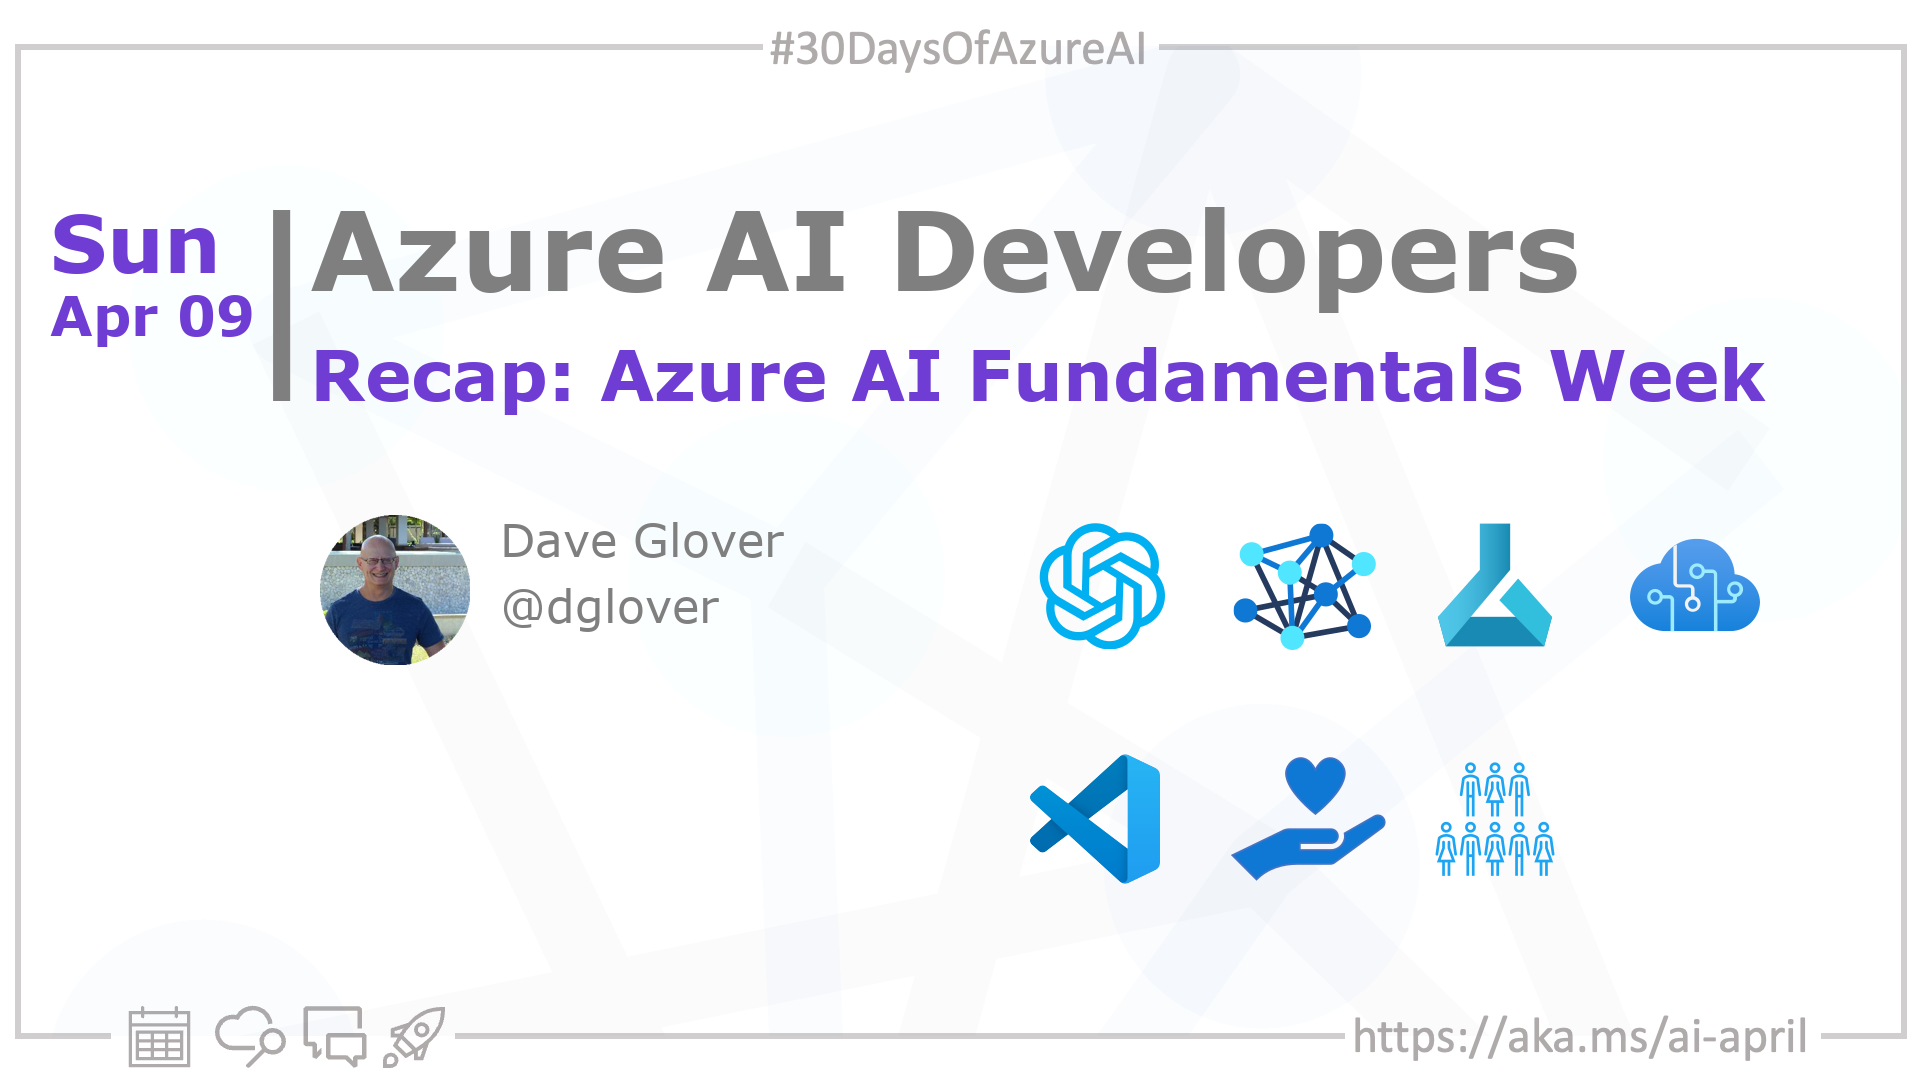 #30DaysOfAzureAI
Sun
Apr 09
Azure AI Developers
Recap: Azure AI Fundamentals Week
Dave Glover
@dglover
https://aka.ms/ai-april